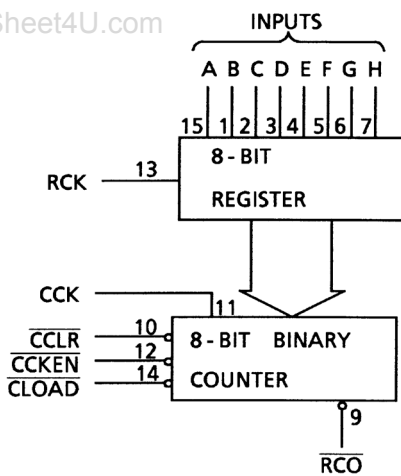 Sheet4U.com
INPUTS
A B C D E F G H
15 1 2 3 4 5 6 7
8-BIT
RCK 13
REGISTER
CCK
11
CCLR 10
8-BIT BINARY
CCKEN 12
CLOAD 14
COUNTER
9
RCO